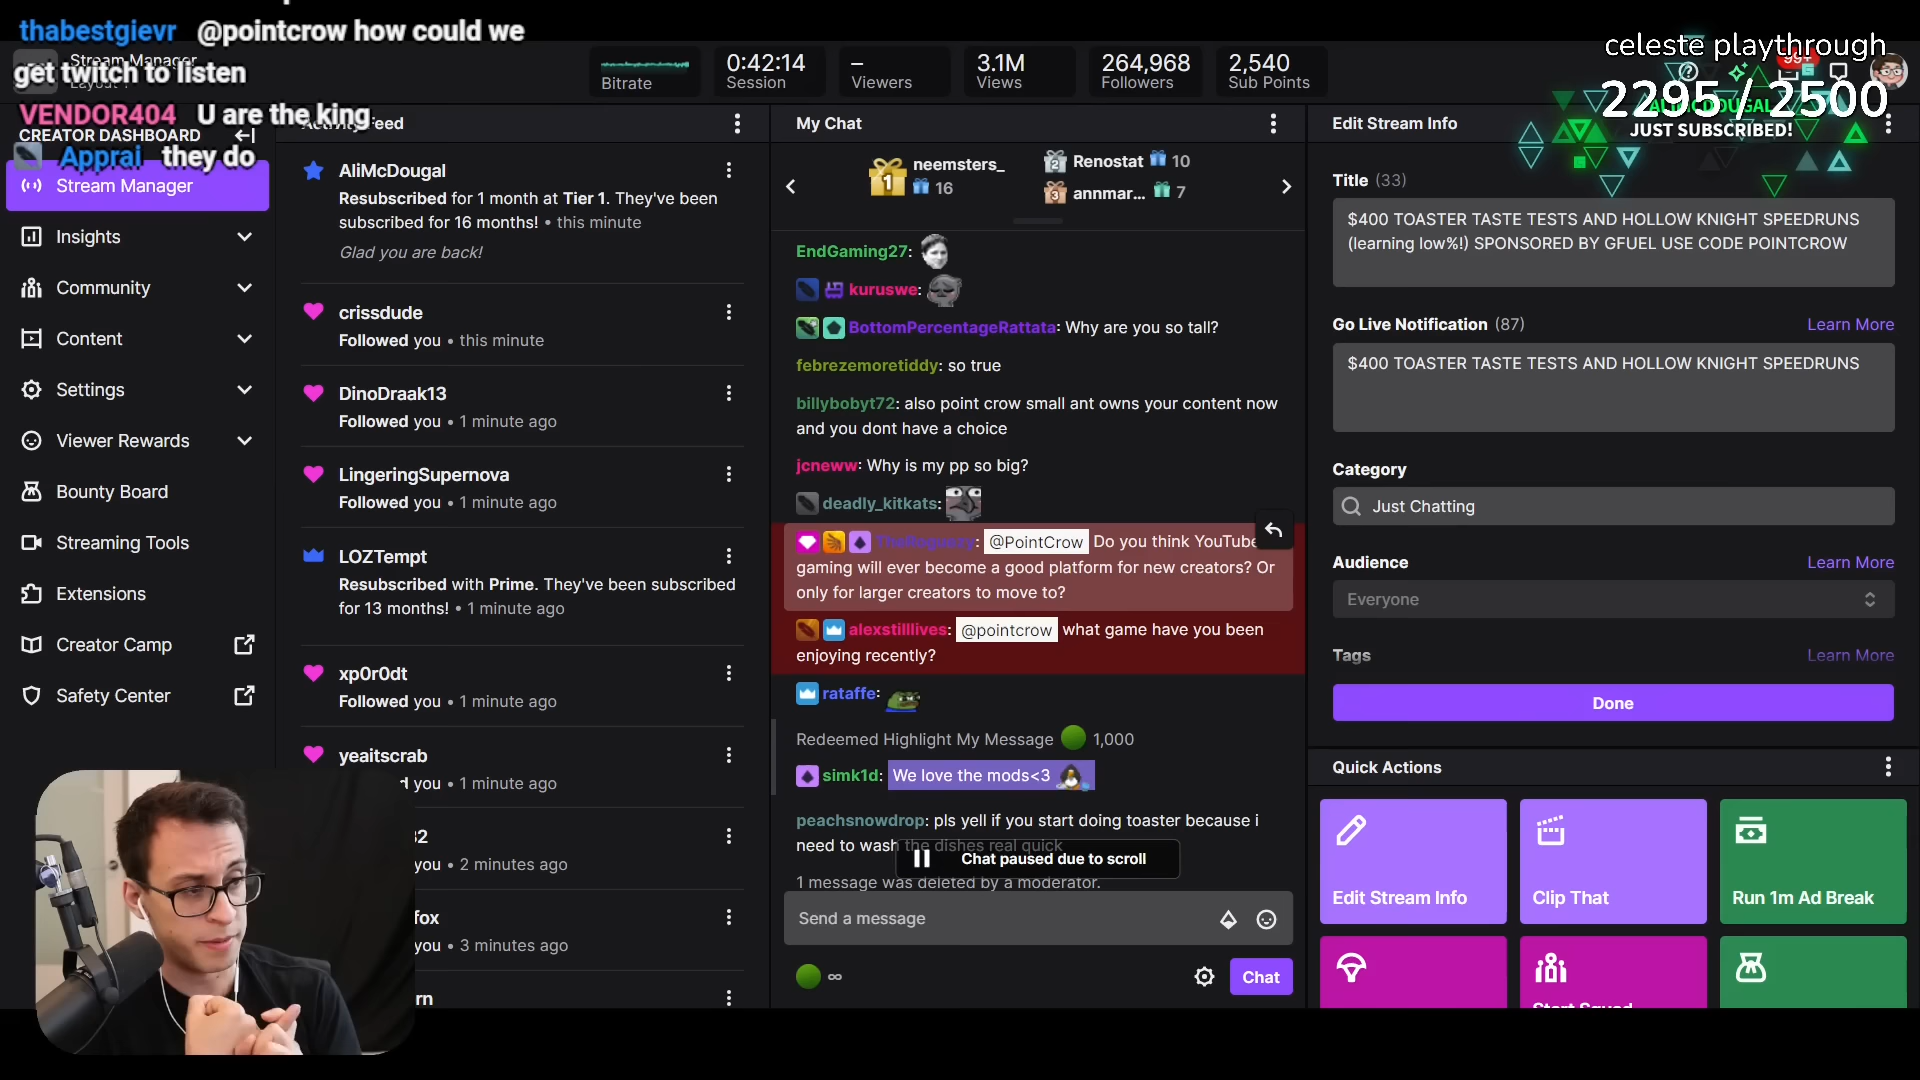 thabestgievr @pointcrow how could we
get twitch to listen
VENDOR404 U are the king
Apprai they do
Stream Manager
CREATOR DASHBOARD
Stream Manager
Insights
Community
Content
Settings
Viewer Rewards
Bounty Board
Streaming Tools
Extensions
Creator Camp
Safety Center
Bitrate
0:42:14
Session
–
Viewers
3.1M
Views
264,968
Followers
2,540
Sub Points
celeste playthrough
99+
2295 / 2500
ALIMCDOUGAL
JUST SUBSCRIBED!
Feed
AliMcDougal
Resubscribed for 1 month at Tier 1. They've been
subscribed for 16 months! • this minute
Glad you are back!
crissdude
Followed you • this minute
DinoDraak13
Followed you • 1 minute ago
LingeringSupernova
Followed you • 1 minute ago
LOZTempt
Resubscribed with Prime. They've been subscribed
for 13 months! • 1 minute ago
xp0r0dt
Followed you • 1 minute ago
yeaitscrab
d you • 1 minute ago
32
you • 2 minutes ago
fox
you • 3 minutes ago
rn
My Chat
1 neemsters_
16
2 Renostat 10
3 annmar... 7
EndGaming27:
kuruswe:
BottomPercentageRattata: Why are you so tall?
febrezemoretiddy: so true
billybobyt72: also point crow small ant owns your content now
and you dont have a choice
jcneww: Why is my pp so big?
deadly_kitkats:
@PointCrow Do you think YouTube
gaming will ever become a good platform for new creators? Or
only for larger creators to move to?
alexstilllives: @pointcrow what game have you been
enjoying recently?
rataffe:
Redeemed Highlight My Message 1,000
simk1d: We love the mods<3
peachsnowdrop: pls yell if you start doing toaster because i
need to wash the dishes real quick
Chat paused due to scroll
1 message was deleted by a moderator.
Send a message
∞
Chat
Edit Stream Info
Title (33)
$400 TOASTER TASTE TESTS AND HOLLOW KNIGHT SPEEDRUNS
(learning low%!) SPONSORED BY GFUEL USE CODE POINTCROW
Go Live Notification (87)
Learn More
$400 TOASTER TASTE TESTS AND HOLLOW KNIGHT SPEEDRUNS
Category
Just Chatting
Audience
Learn More
Everyone
Tags
Learn More
Done
Quick Actions
Edit Stream Info
Clip That
Run 1m Ad Break
Start Squad